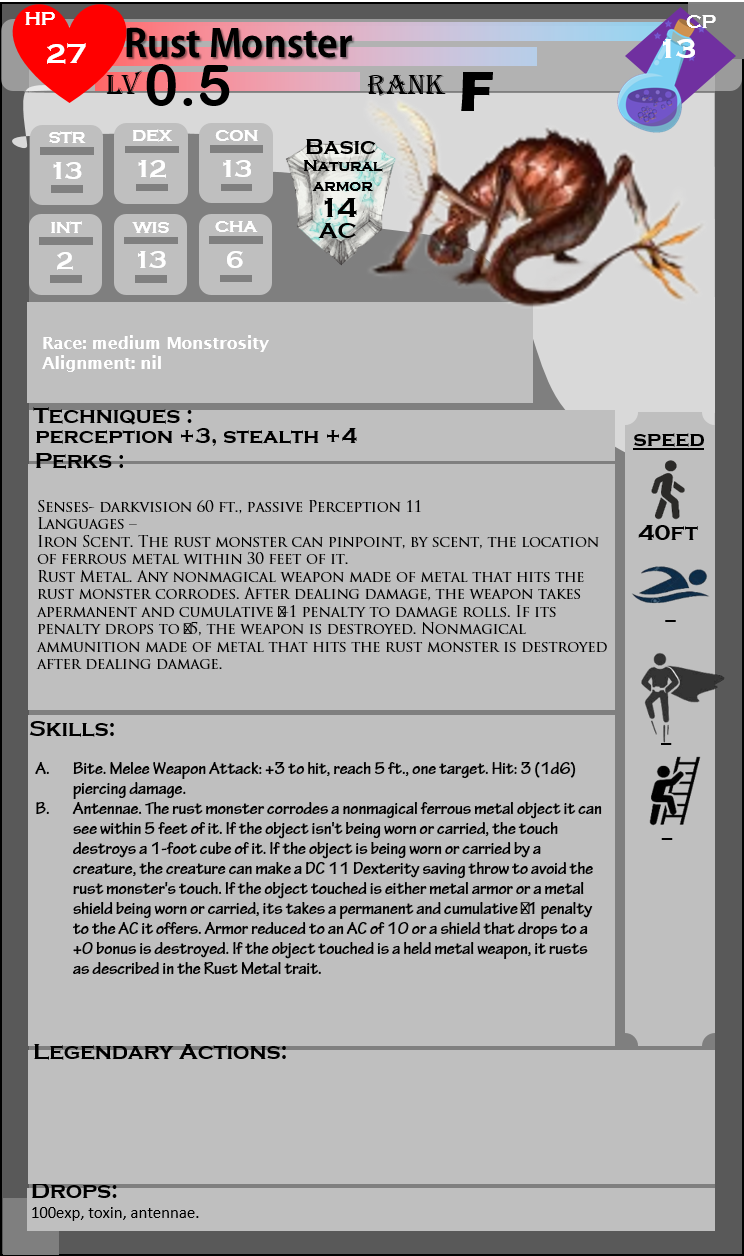 HP
27
Rust Monster
CP
13
LV 0.5 RANK F
STR
13
DEX
12
CON
13
INT
2
WIS
13
CHA
6
Basic
Natural
armor
14
AC
Race: medium Monstrosity
Alignment: nil
Techniques :
perception +3, stealth +4
Perks :
Senses- darkvision 60 ft., passive Perception 11
Languages –
Iron Scent. The rust monster can pinpoint, by scent, the location
of ferrous metal within 30 feet of it.
Rust Metal. Any nonmagical weapon made of metal that hits the
rust monster corrodes. After dealing damage, the weapon takes
apermanent and cumulative 1 penalty to damage rolls. If its
penalty drops to 5, the weapon is destroyed. Nonmagical
ammunition made of metal that hits the rust monster is destroyed
after dealing damage.
SPEED
40FT
–
–
–
Skills:
A. Bite. Melee Weapon Attack: +3 to hit, reach 5 ft., one target. Hit: 3 (1d6)
piercing damage.
B. Antennae. The rust monster corrodes a nonmagical ferrous metal object it can
see within 5 feet of it. If the object isn't being worn or carried, the touch
destroys a 1-foot cube of it. If the object is being worn or carried by a
creature, the creature can make a DC 11 Dexterity saving throw to avoid the
rust monster's touch. If the object touched is either metal armor or a metal
shield being worn or carried, its takes a permanent and cumulative 1 penalty
to the AC it offers. Armor reduced to an AC of 10 or a shield that drops to a
+0 bonus is destroyed. If the object touched is a held metal weapon, it rusts
as described in the Rust Metal trait.
Legendary Actions:
Drops:
100exp, toxin, antennae.